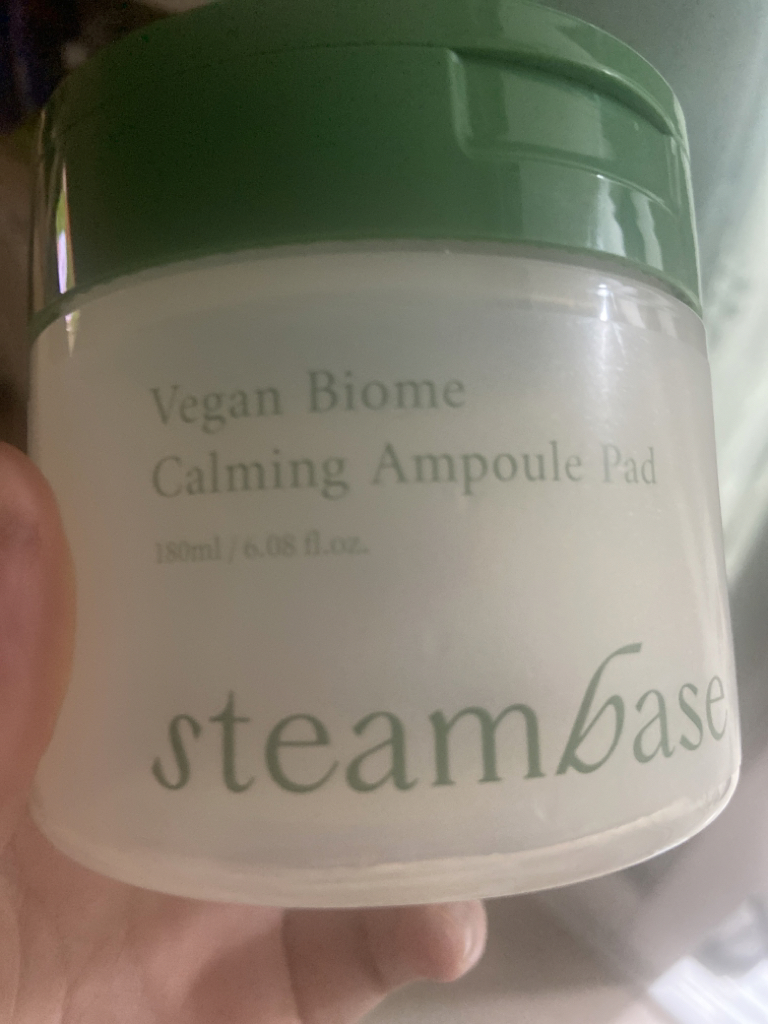 Vegan Biome
Calming Ampoule Pad
180ml / 6.08 fl.oz.
steambase